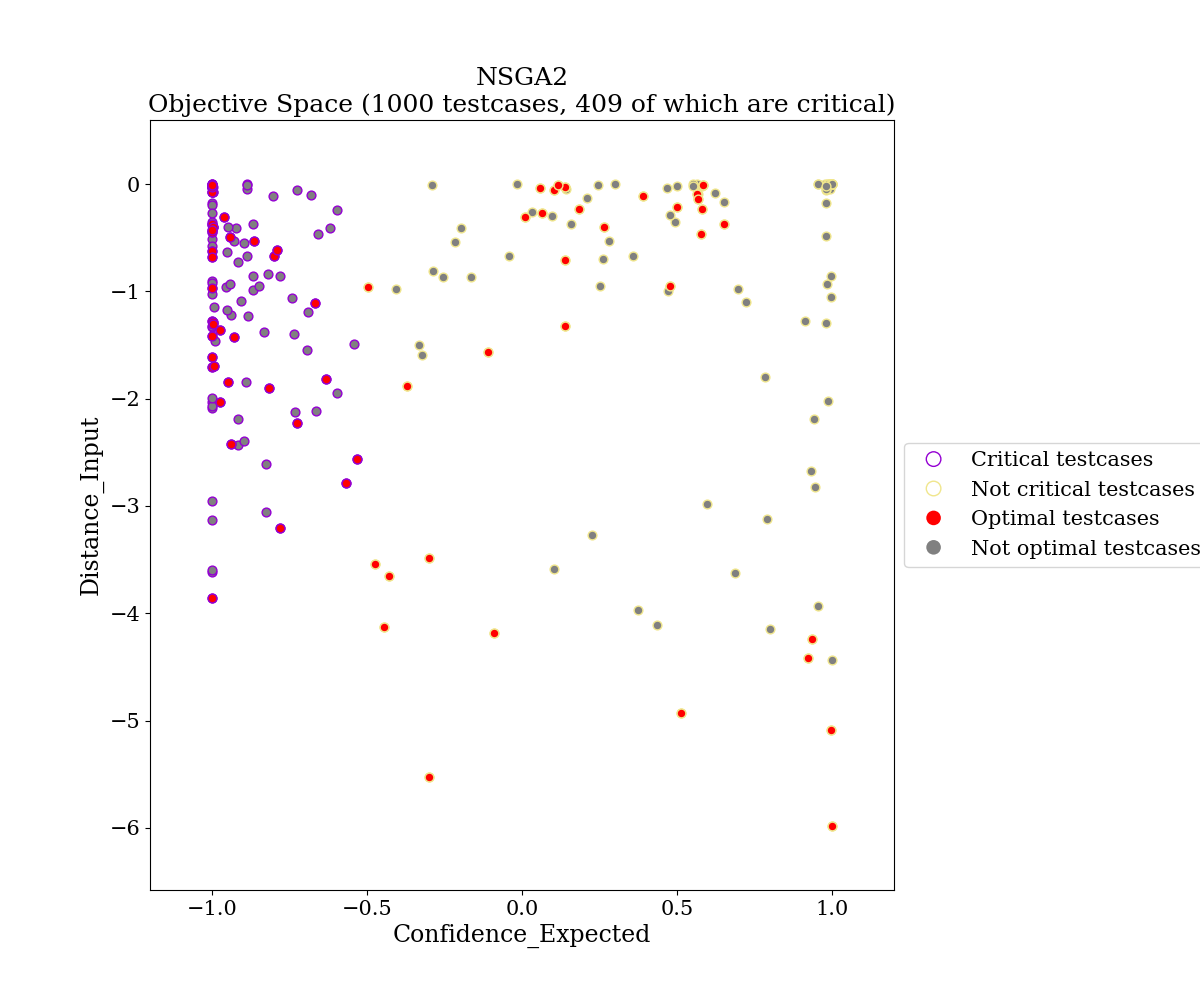 NSGA2
Objective Space (1000 testcases, 409 of which are critical)
0
−1
−2
−3
−4
−5
−6
Distance_Input
−1.0
−0.5
0.0
0.5
1.0
Confidence_Expected
Critical testcases
Not critical testcases
Optimal testcases
Not optimal testcases